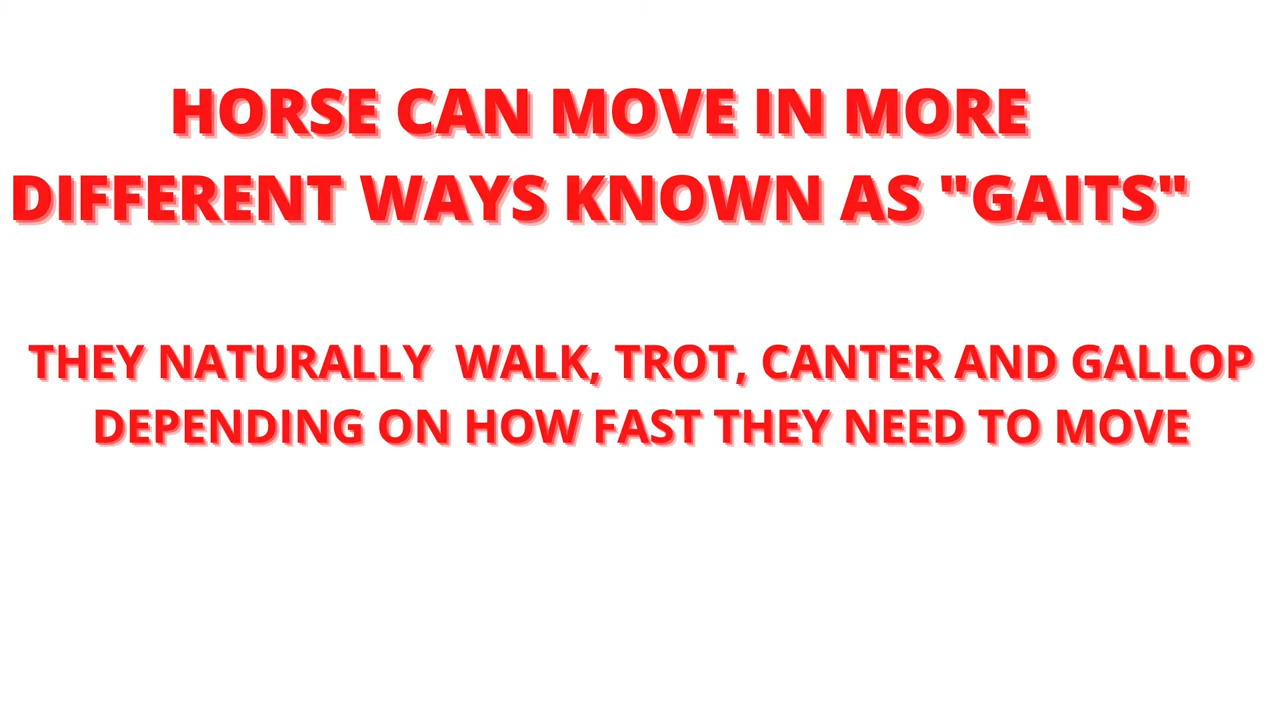 HORSE CAN MOVE IN MORE
DIFFERENT WAYS KNOWN AS "GAITS"
THEY NATURALLY  WALK, TROT, CANTER AND GALLOP
DEPENDING ON HOW FAST THEY NEED TO MOVE